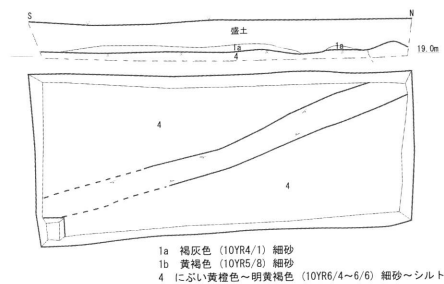 S N
盛土
1a 1a
4 19.0m
4
4
1a 褐灰色 (10YR4/1) 細砂
1b 黄褐色 (10YR5/8) 細砂
4 にぶい黄橙色～明黄褐色 (10YR6/4～6/6) 細砂～シルト